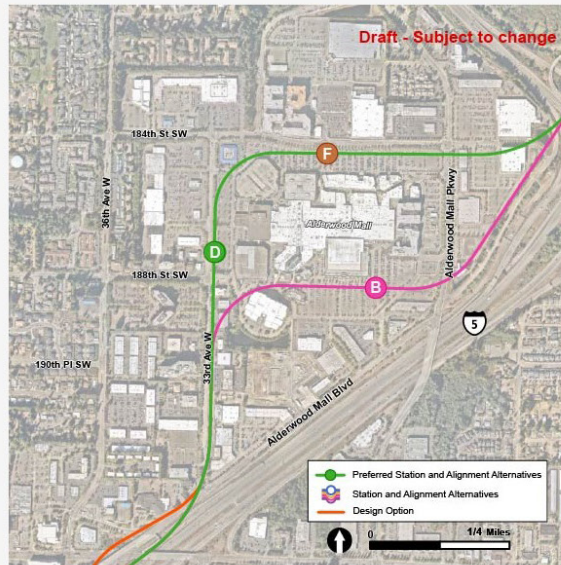 Draft - Subject to change
184th St SW
F
36th Ave W
Alderwood Mall
Alderwood Mall Pkwy
D
188th St SW
B
5
33rd Ave W
190th Pl SW
Alderwood Mall Blvd
Preferred Station and Alignment Alternatives
Station and Alignment Alternatives
Design Option
0
1/4 Miles